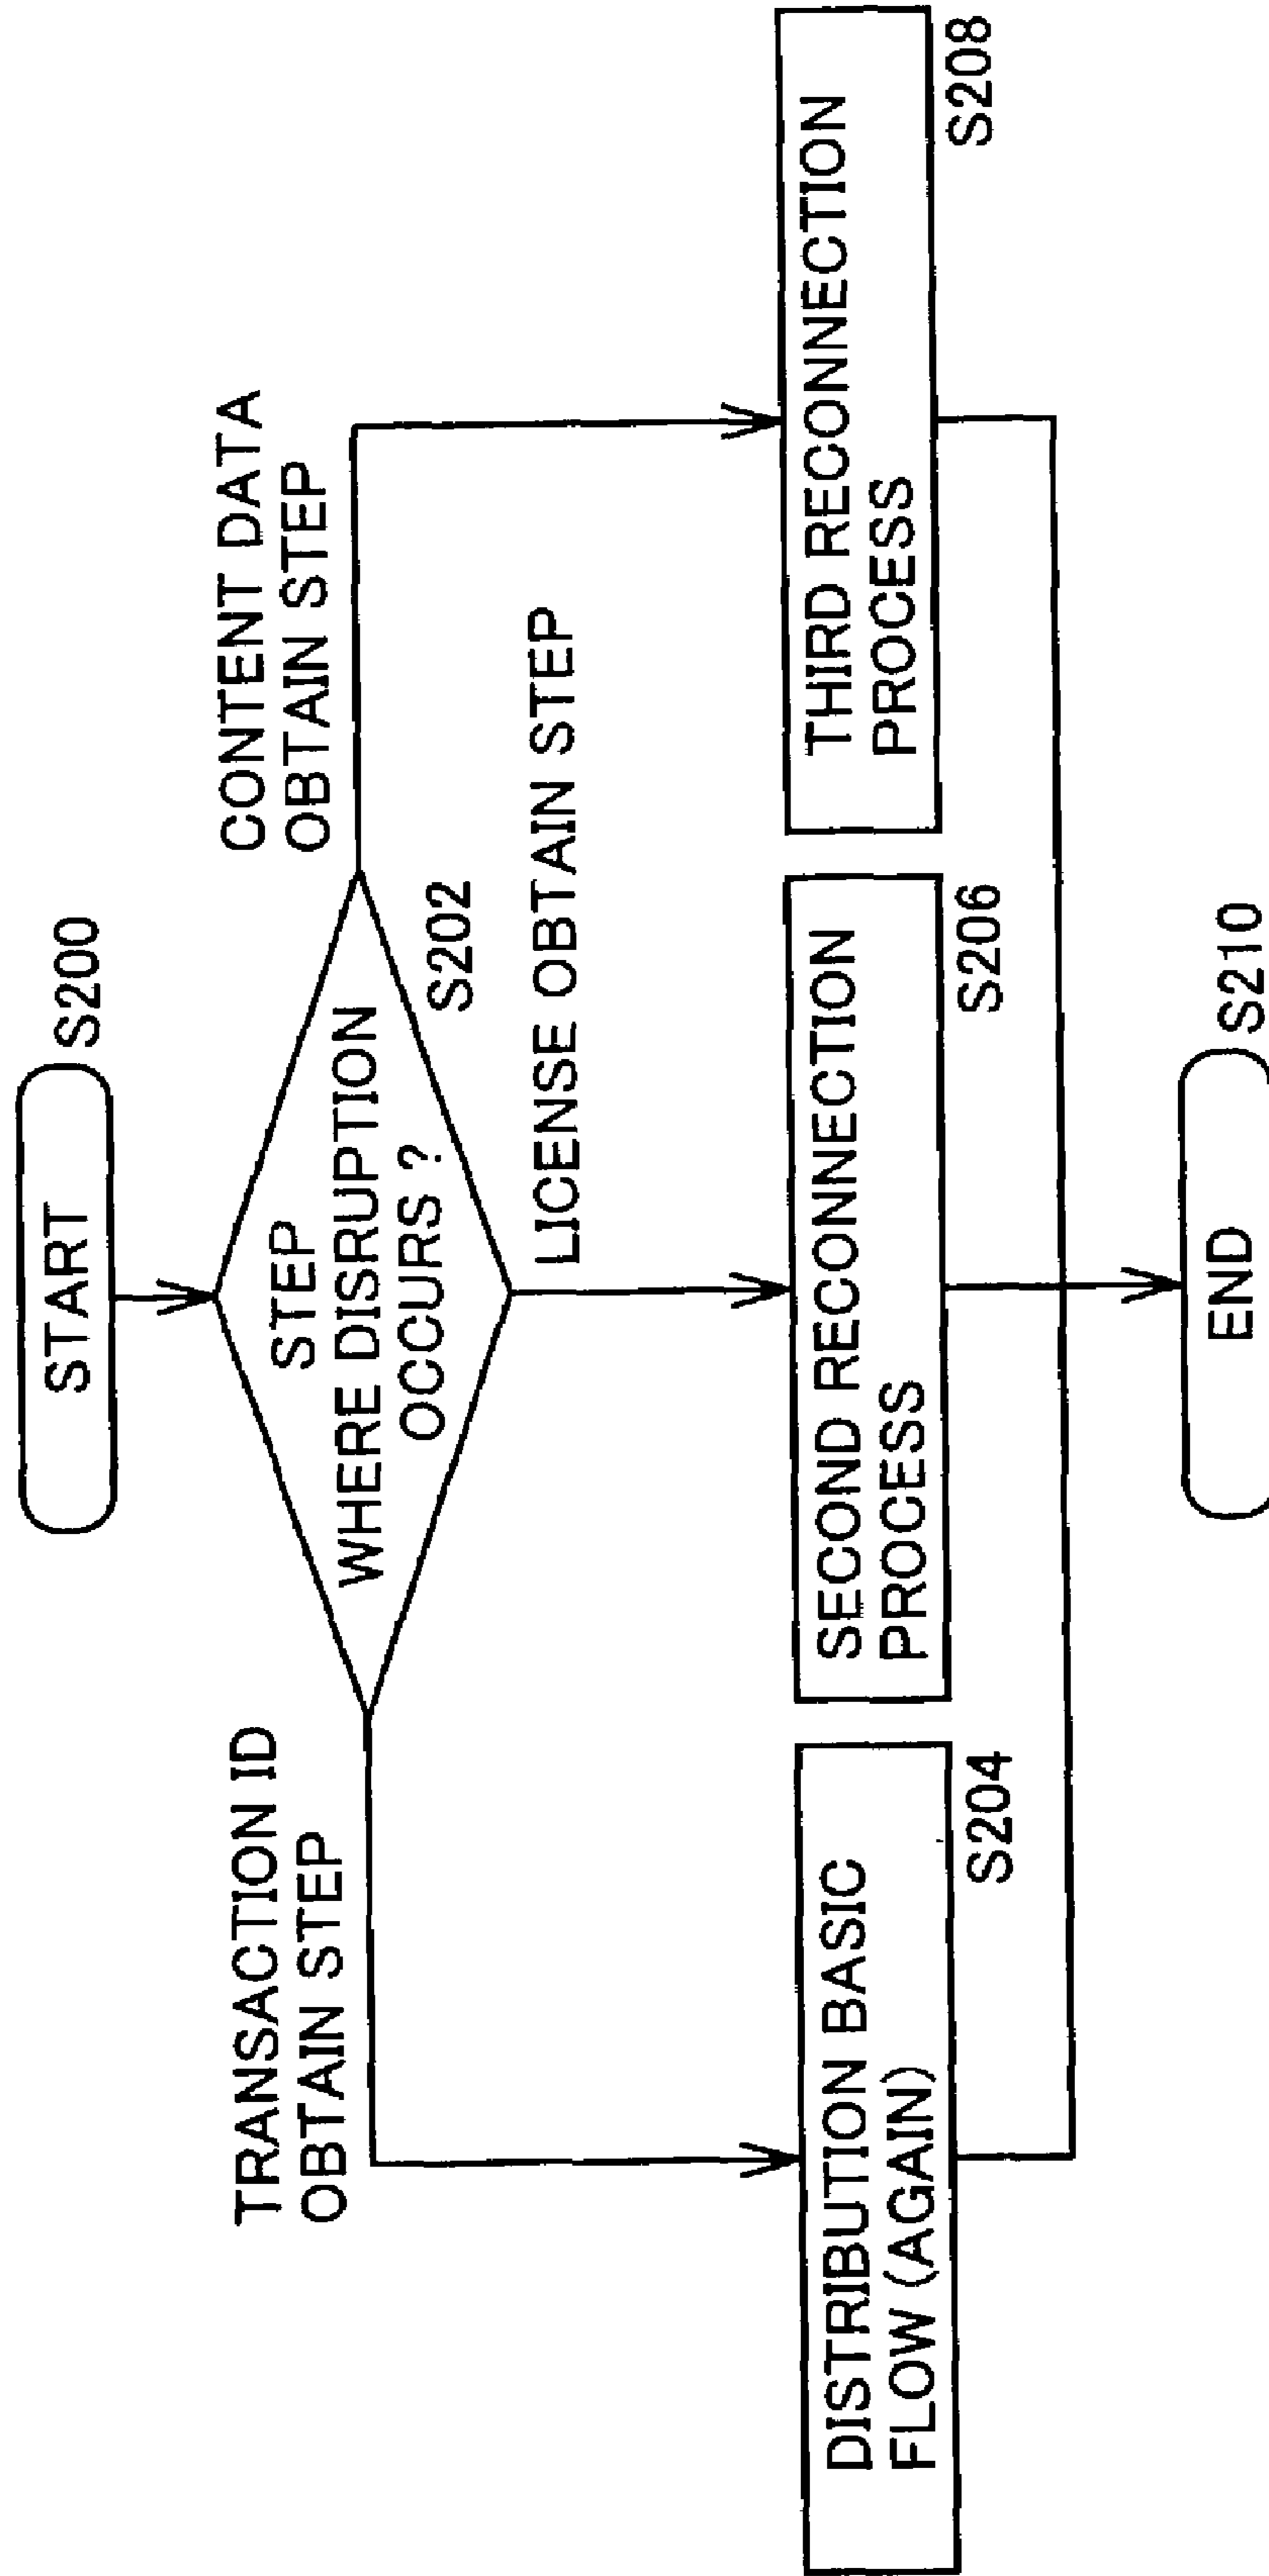 START
S200
STEP
WHERE DISRUPTION
OCCURS ?
S202
TRANSACTION ID
OBTAIN STEP
CONTENT DATA
OBTAIN STEP
LICENSE OBTAIN STEP
DISTRIBUTION BASIC
FLOW (AGAIN)
S204
SECOND RECONNECTION
PROCESS
S206
THIRD RECONNECTION
PROCESS
S208
END
S210